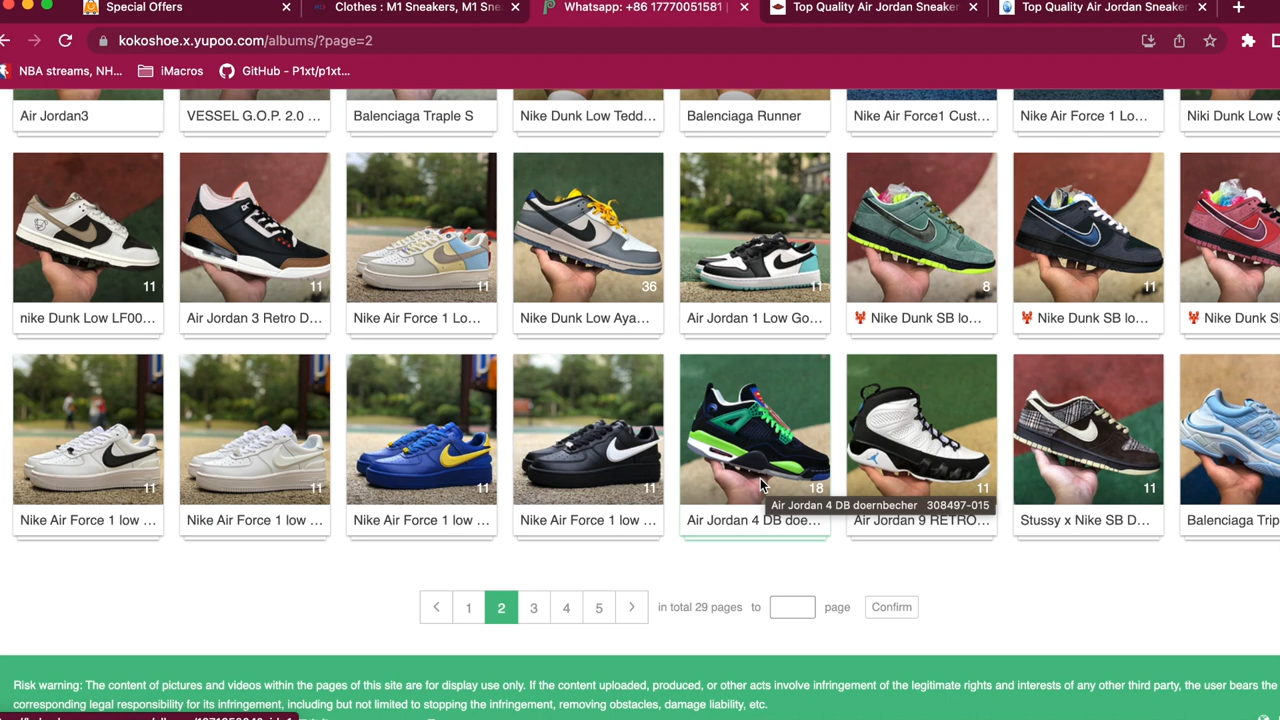 Special Offers
Clothes : M1 Sneakers, M1 Sne
Whatsapp: +86 17770051581 |
Top Quality Air Jordan Sneaker
Top Quality Air Jordan Sneaker
kokoshoe.x.yupoo.com/albums/?page=2
NBA streams, NH...
iMacros
GitHub - P1xt/p1xt...
Air Jordan3
VESSEL G.O.P. 2.0 ...
Balenciaga Traple S
Nike Dunk Low Tedd...
Balenciaga Runner
Nike Air Force1 Cust...
Nike Air Force 1 Lo...
Niki Dunk Low S
11
11
11
36
11
8
11
nike Dunk Low LF00...
Air Jordan 3 Retro D...
Nike Air Force 1 Lo...
Nike Dunk Low Aya...
Air Jordan 1 Low Go...
🦞 Nike Dunk SB lo...
🦞 Nike Dunk SB lo...
🦞 Nike Dunk S
11
11
11
11
18
11
11
Air Jordan 4 DB doernbecher 308497-015
Nike Air Force 1 low ...
Nike Air Force 1 low ...
Nike Air Force 1 low ...
Nike Air Force 1 low ...
Air Jordan 4 DB doe...
Air Jordan 9 RETRO...
Stussy x Nike SB D...
Balenciaga Trip
< 1 2 3 4 5 > in total 29 pages to page Confirm
Risk warning: The content of pictures and videos within the pages of this site are for display use only. If the content uploaded, produced, or other acts involve infringement of the legitimate rights and interests of any other third party, the user bears the
corresponding legal responsibility for its infringement, including but not limited to stopping the infringement, removing obstacles, damage liability, etc.